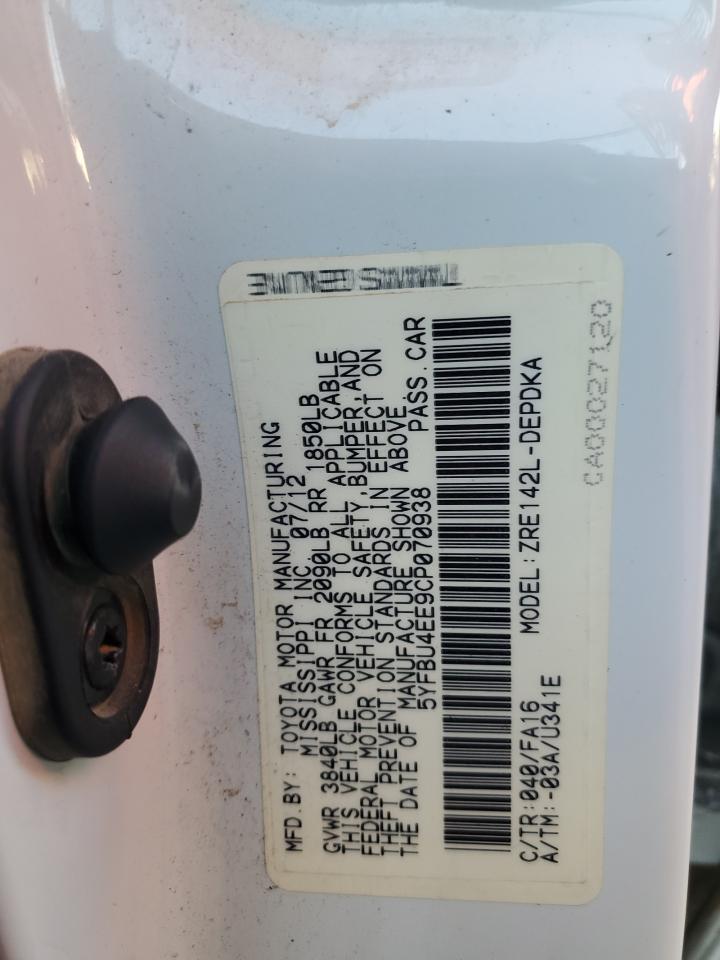 MFD.BY: TOYOTA MOTOR MANUFACTURING
MISSISSIPPI INC. 07/12
GVWR 3840LB GAWR FR 2090LB RR 1850LB
THIS VEHICLE CONFORMS TO ALL APPLICABLE
FEDERAL MOTOR VEHICLE SAFETY, BUMPER, AND
THEFT PREVENTION STANDARDS IN EFFECT ON
THE DATE OF MANUFACTURE SHOWN ABOVE.
5YFBU4EE9CP070938 PASS.CAR
C/TR:040/FA16 MODEL:ZRE142L-DEPDKA
A/TM:-03A/U341E
CA00027120